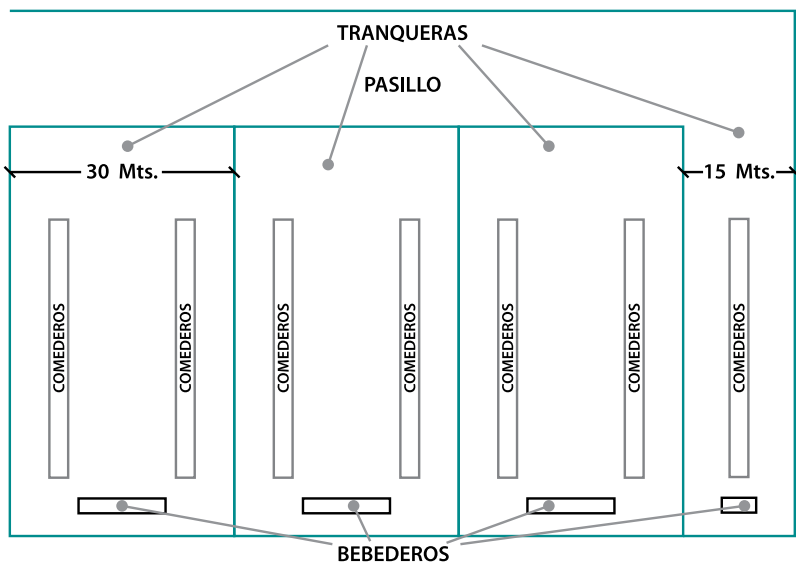 TRANQUERAS
PASILLO
30 Mts.
15 Mts.
COMEDEROS
COMEDEROS
COMEDEROS
COMEDEROS
COMEDEROS
COMEDEROS
COMEDEROS
BEBEDEROS